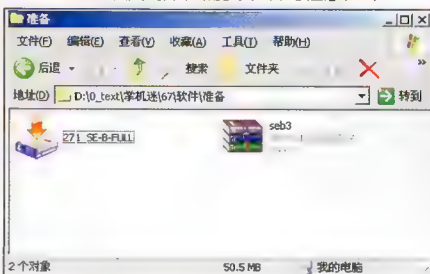 准备
文件(F) 编辑(E) 查看(V) 收藏(A) 工具(T) 帮助(H)
后退 搜索 文件夹 »
地址(D) D:\0_text\掌机迷\67\软件\准备 转到
271_SE-B-FULL seb3
2 个对象 50.5 MB 我的电脑